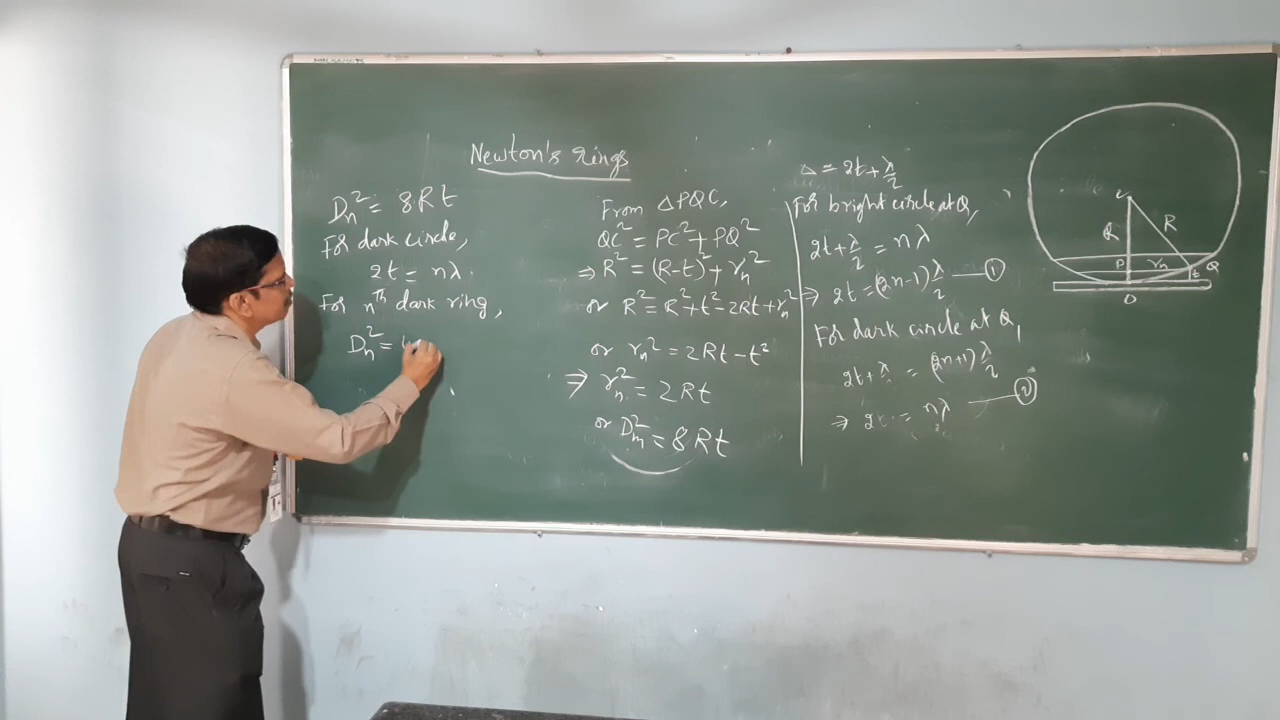 Newton's rings
Dn² = 8Rt
For dark circle,
2t = nλ.
For nth dark ring,
Dn² = 4
From △PQC,
QC² = PC² + PQ²
⇒ R² = (R-t)² + rn²
or R² = R² + t² - 2Rt + rn²
or rn² = 2Rt - t²
⇒ rn² = 2Rt
or Dn² = 8Rt
△ = 2t + λ/2
For bright circle at Q,
2t + λ/2 = nλ
⇒ 2t = (2n-1) λ/2 — ①
For dark circle at Q,
2t + λ/2 = (2n+1) λ/2
⇒ 2t = nλ — ②
C
R
R
P
rn
t
Q
O